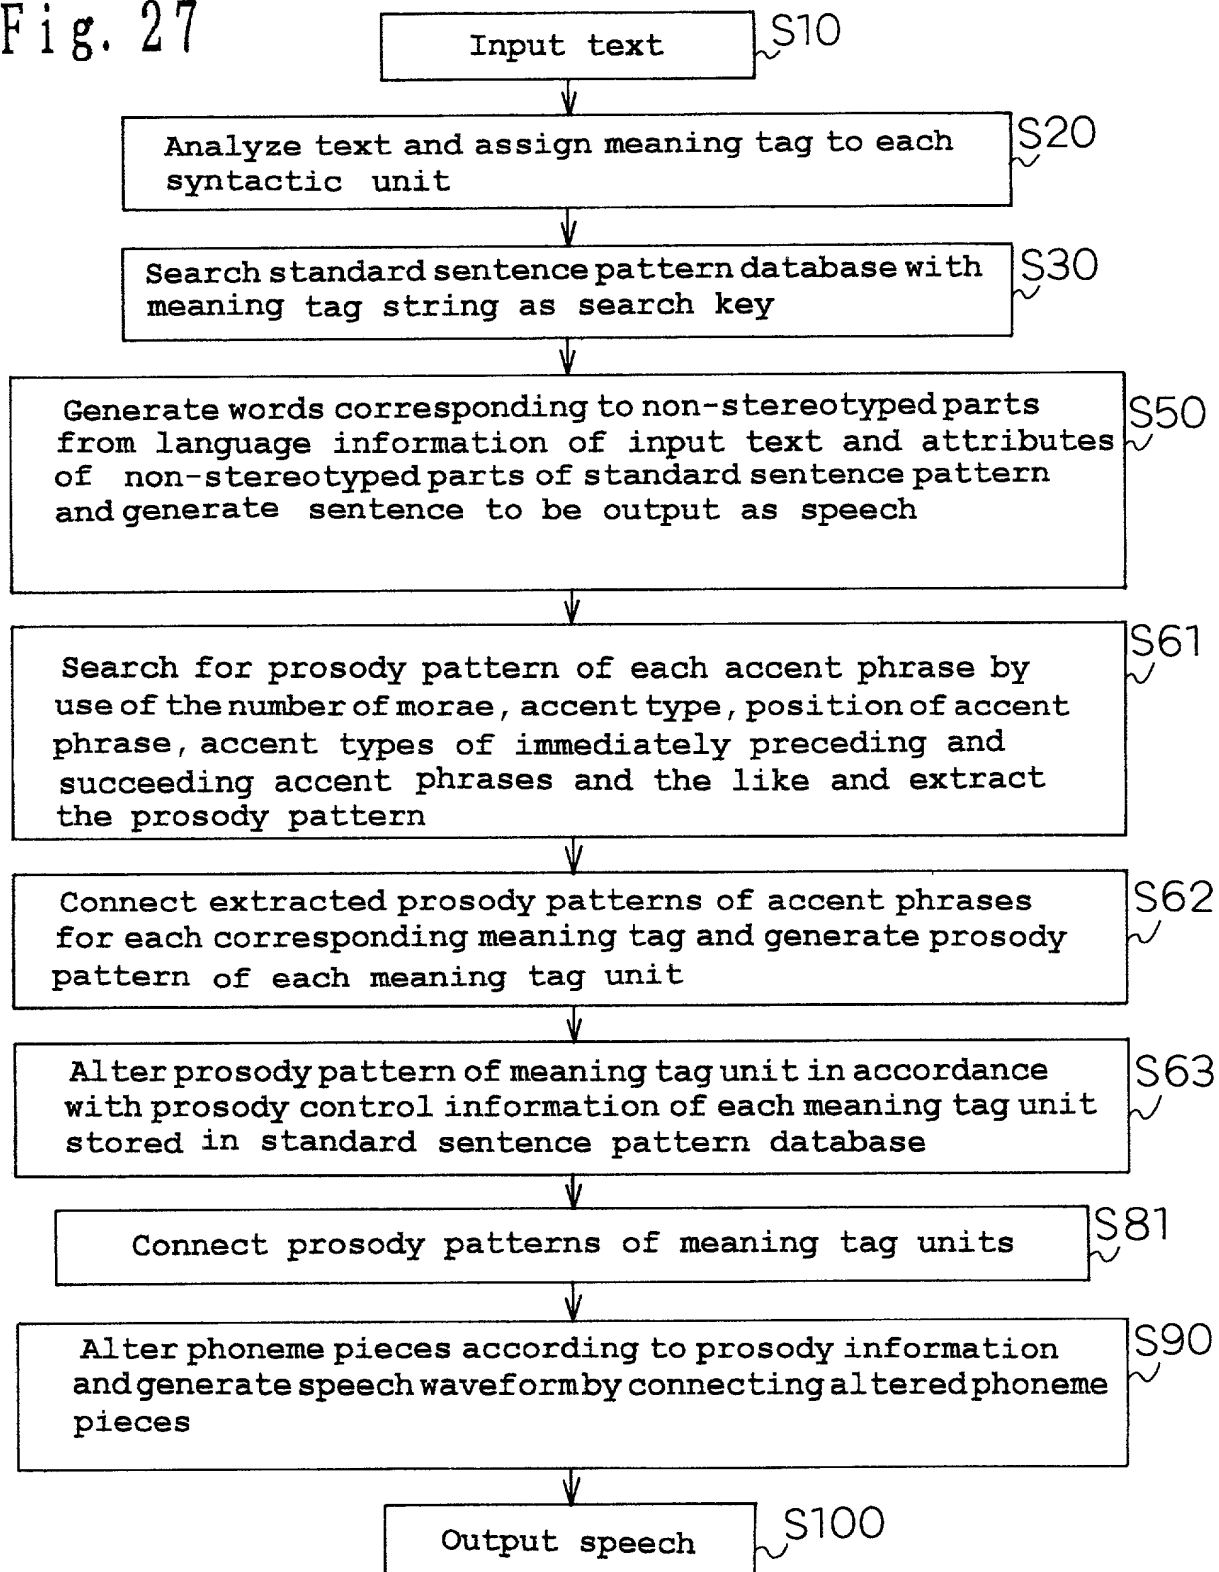 Fig. 27
Input text
S10
Analyze text and assign meaning tag to each
syntactic unit
S20
Search standard sentence pattern database with
meaning tag string as search key
S30
Generate words corresponding to non-stereotyped parts
from language information of input text and attributes
of non-stereotyped parts of standard sentence pattern
and generate sentence to be output as speech
S50
Search for prosody pattern of each accent phrase by
use of the number of morae, accent type, position of accent
phrase, accent types of immediately preceding and
succeeding accent phrases and the like and extract
the prosody pattern
S61
Connect extracted prosody patterns of accent phrases
for each corresponding meaning tag and generate prosody
pattern of each meaning tag unit
S62
Alter prosody pattern of meaning tag unit in accordance
with prosody control information of each meaning tag unit
stored in standard sentence pattern database
S63
Connect prosody patterns of meaning tag units
S81
Alter phoneme pieces according to prosody information
and generate speech waveform by connecting altered phoneme
pieces
S90
Output speech
S100